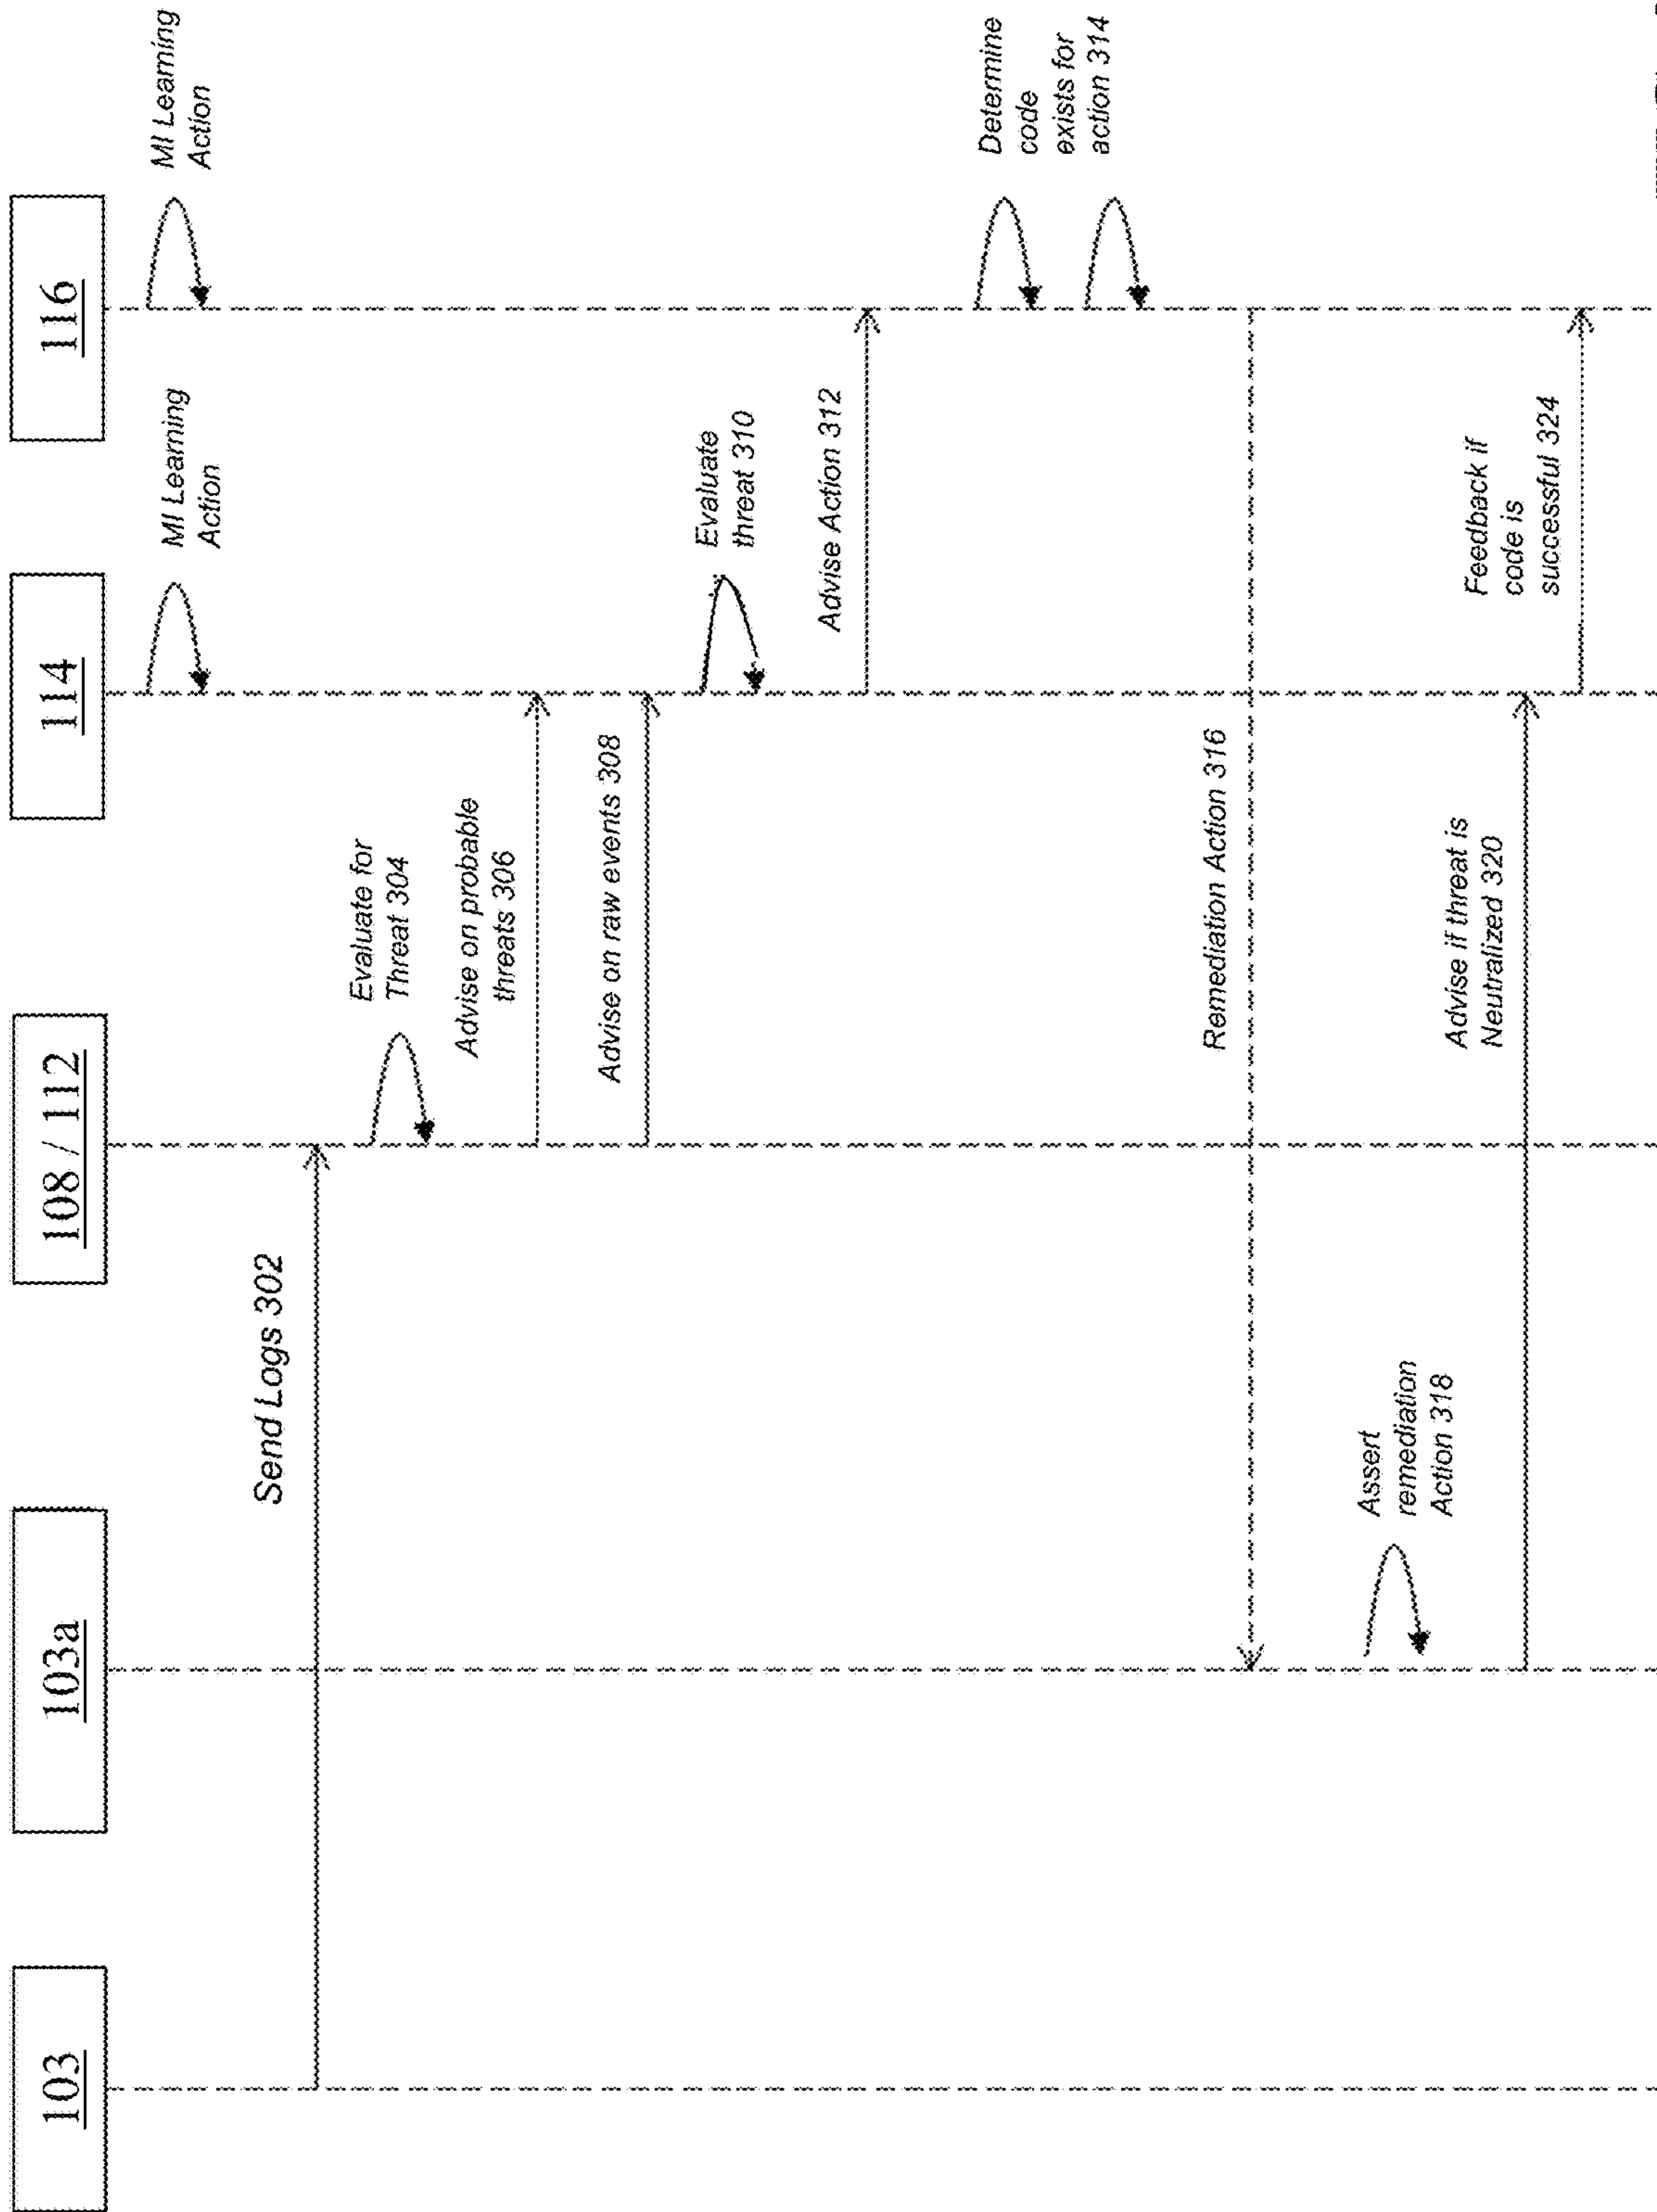 103
103a
108 / 112
114
116
MI Learning
Action
MI Learning
Action
Send Logs 302
Evaluate for
Threat 304
Advise on probable
threats 306
Advise on raw events 308
Evaluate
threat 310
Advise Action 312
Determine
code
exists for
action 314
Remediation Action 316
Assert
remediation
Action 318
Advise if threat is
Neutralized 320
Feedback if
code is
successful 324